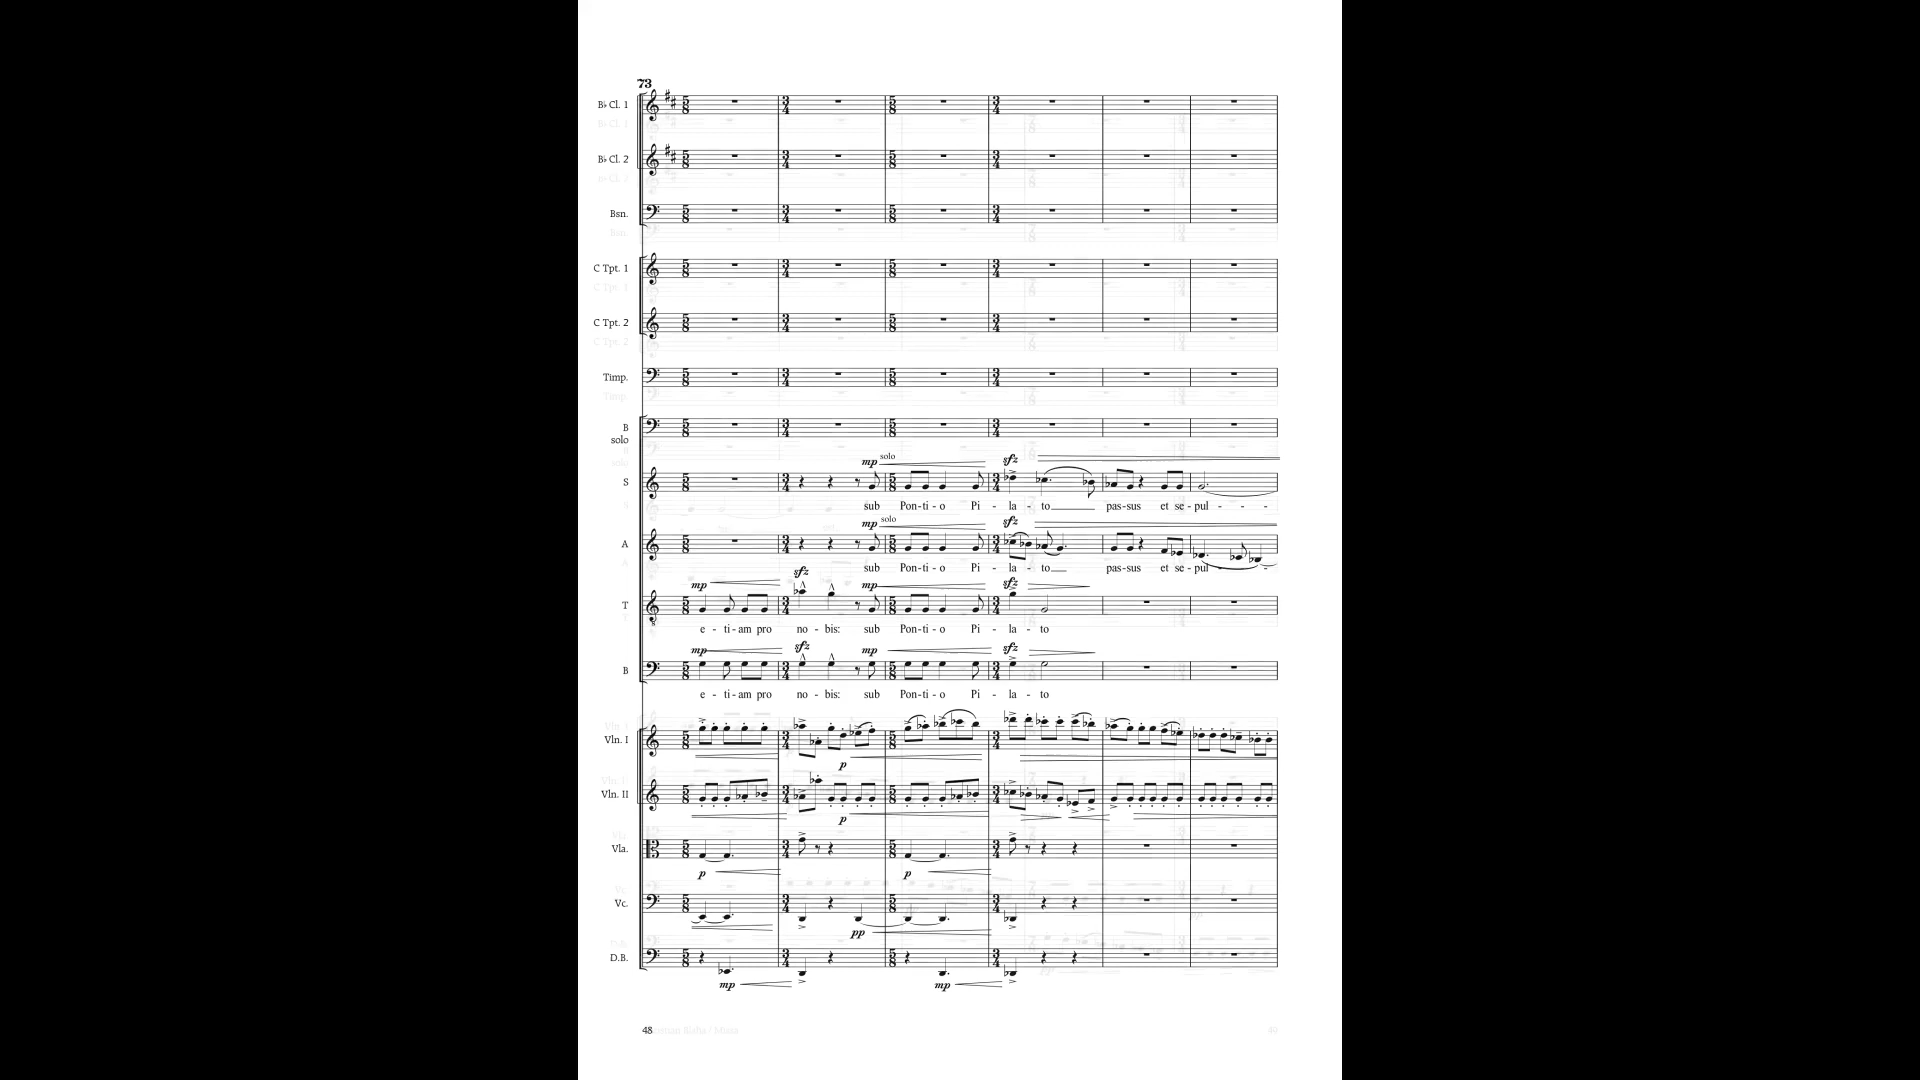 73
B♭ Cl. 1
B♭ Cl. 2
Bsn.
C Tpt. 1
C Tpt. 2
Timp.
B
solo
mp solo sfz
S
sub Pon - ti - o Pi - la - to pas - sus et se - pul - - -
mp solo sfz
A
sub Pon - ti - o Pi - la - to pas - sus et se - pul - -
mp sfz mp sfz
T
e - ti - am pro no - bis: sub Pon - ti - o Pi - la - to
mp sfz mp sfz
B
e - ti - am pro no - bis: sub Pon - ti - o Pi - la - to
Vln. I
p
Vln. II
p
Vla.
p p
Vc.
pp
D.B.
mp mp
48